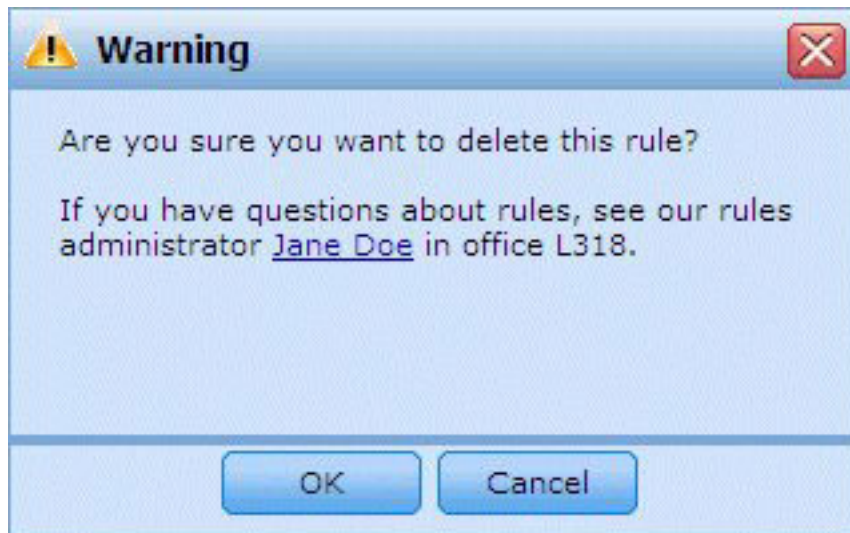 Warning
Are you sure you want to delete this rule?
If you have questions about rules, see our rules
administrator Jane Doe in office L318.
OK
Cancel